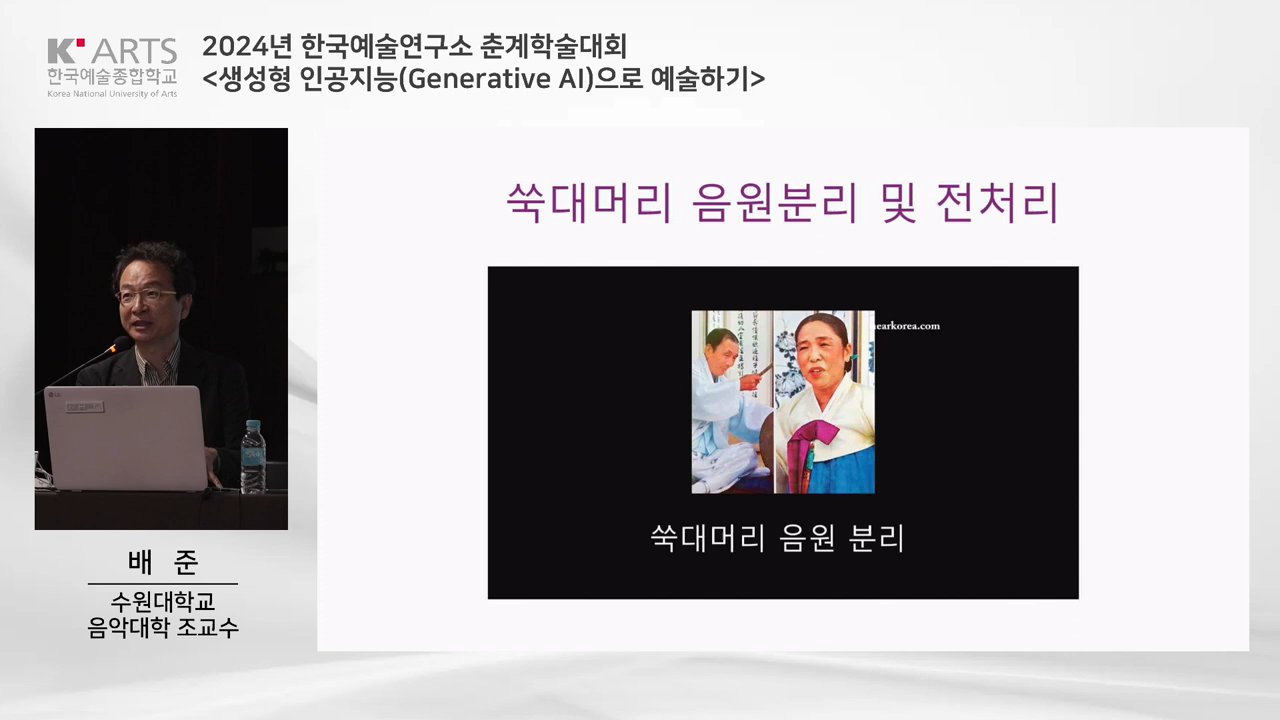 K ARTS
한국예술종합학교
Korea National University of Arts
2024년 한국예술연구소 춘계학술대회
<생성형 인공지능(Generative AI)으로 예술하기>
쑥대머리 음원분리 및 전처리
nearkorea.com
쑥대머리 음원 분리
LG
배 준
수원대학교
음악대학 조교수